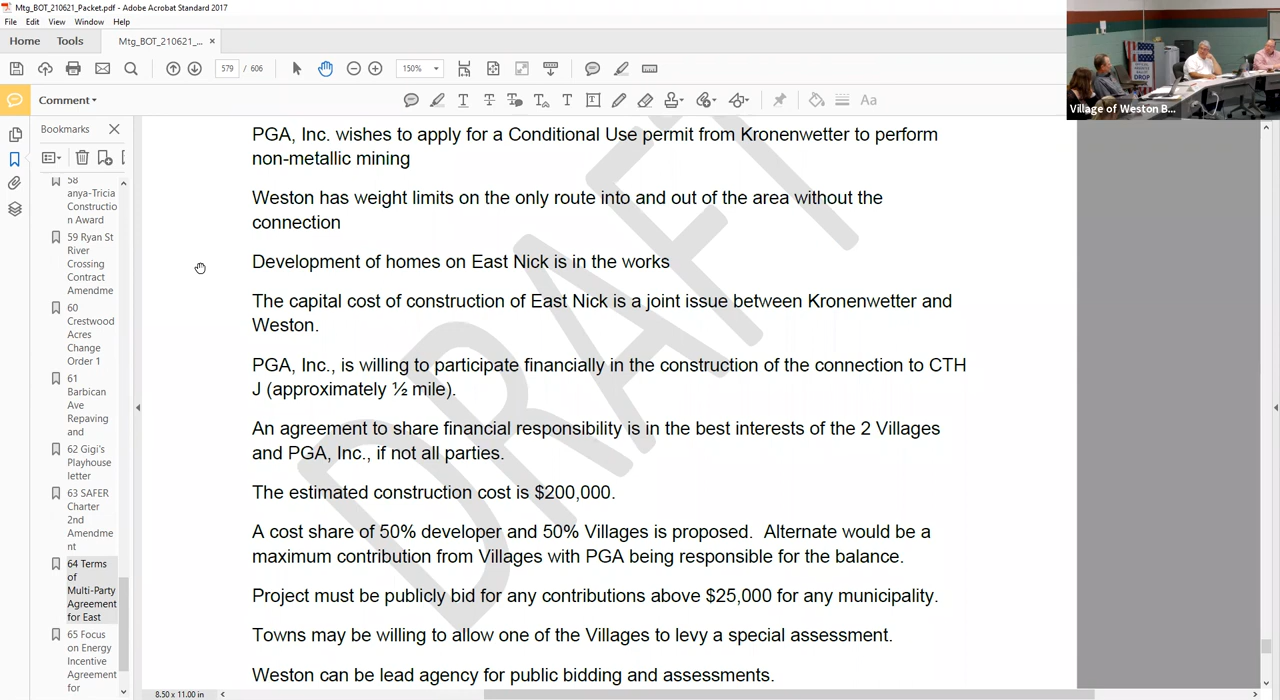 Mtg_BOT_210621_Packet.pdf - Adobe Acrobat Standard 2017
File Edit View Window Help
Home Tools Mtg_BOT_210621_... ×
579 / 606 150%
Comment
Aa
Bookmarks
58
anya-Tricia
Constructio
n Award
59 Ryan St
River
Crossing
Contract
Amendme
60
Crestwood
Acres
Change
Order 1
61
Barbican
Ave
Repaving
and
62 Gigi's
Playhouse
letter
63 SAFER
Charter
2nd
Amendme
nt
64 Terms
of
Multi-Party
Agreement
for East
65 Focus
on Energy
Incentive
Agreement
for
DRAFT
PGA, Inc. wishes to apply for a Conditional Use permit from Kronenwetter to perform
non-metallic mining
Weston has weight limits on the only route into and out of the area without the
connection
Development of homes on East Nick is in the works
The capital cost of construction of East Nick is a joint issue between Kronenwetter and
Weston.
PGA, Inc., is willing to participate financially in the construction of the connection to CTH
J (approximately ½ mile).
An agreement to share financial responsibility is in the best interests of the 2 Villages
and PGA, Inc., if not all parties.
The estimated construction cost is $200,000.
A cost share of 50% developer and 50% Villages is proposed.  Alternate would be a
maximum contribution from Villages with PGA being responsible for the balance.
Project must be publicly bid for any contributions above $25,000 for any municipality.
Towns may be willing to allow one of the Villages to levy a special assessment.
Weston can be lead agency for public bidding and assessments.
8.50 x 11.00 in
DROP
Village of Weston B...